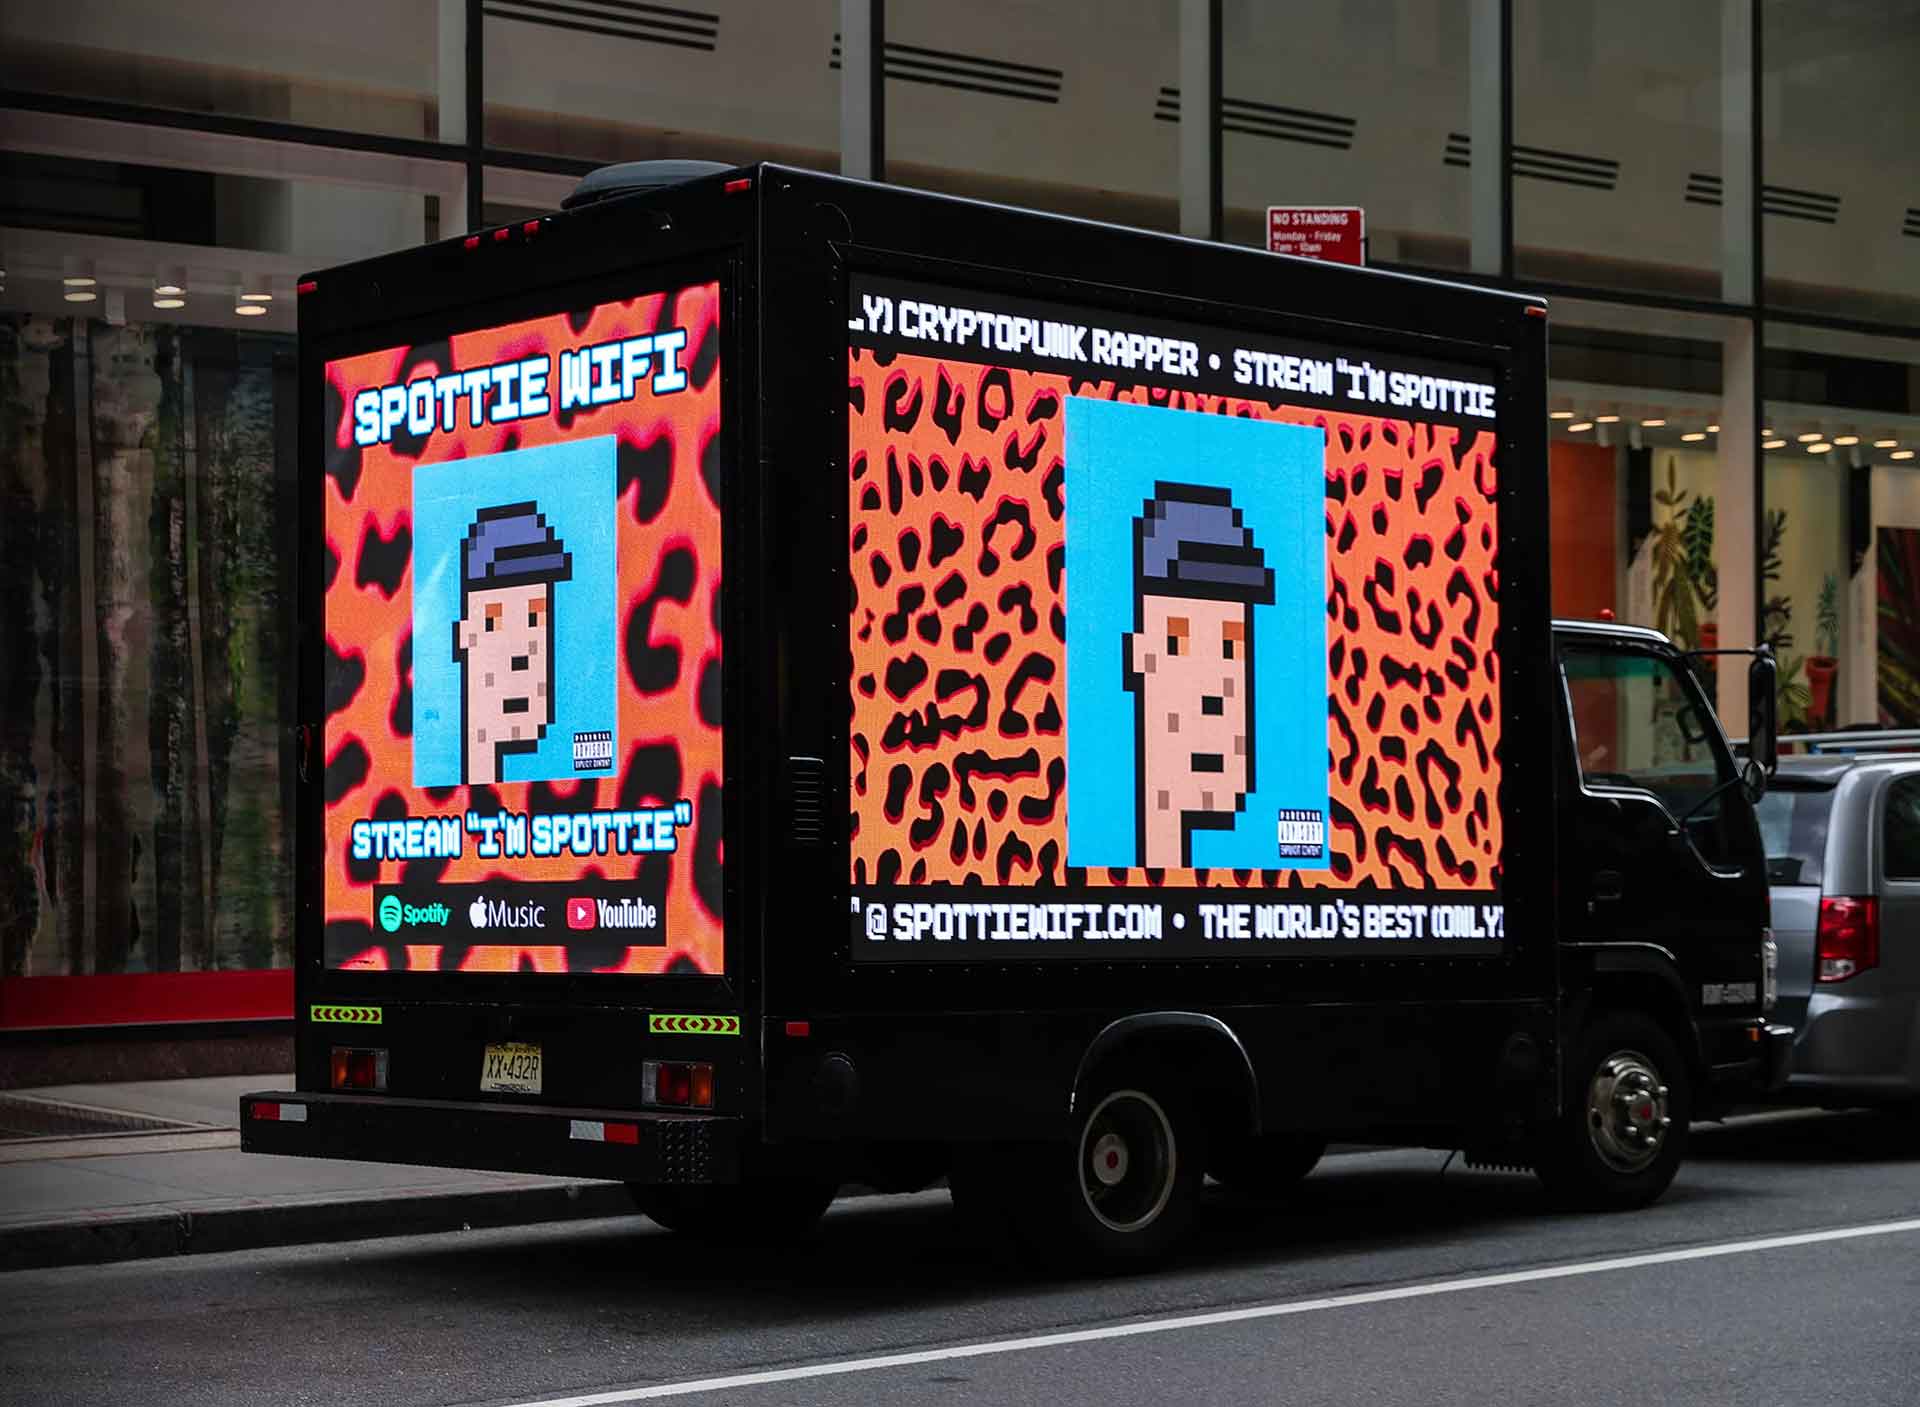 NO STANDING
Monday - Friday
7am - 10am
SPOTTIE WIFI
PARENTAL
ADVISORY
EXPLICIT CONTENT
STREAM "I'M SPOTTIE"
Spotify
Music
YouTube
XX•432R
LY) CRYPTOPUNK RAPPER • STREAM "I'M SPOTTIE
PARENTAL
ADVISORY
EXPLICIT CONTENT
" @ SPOTTIEWIFI.COM • THE WORLD'S BEST (ONLY)